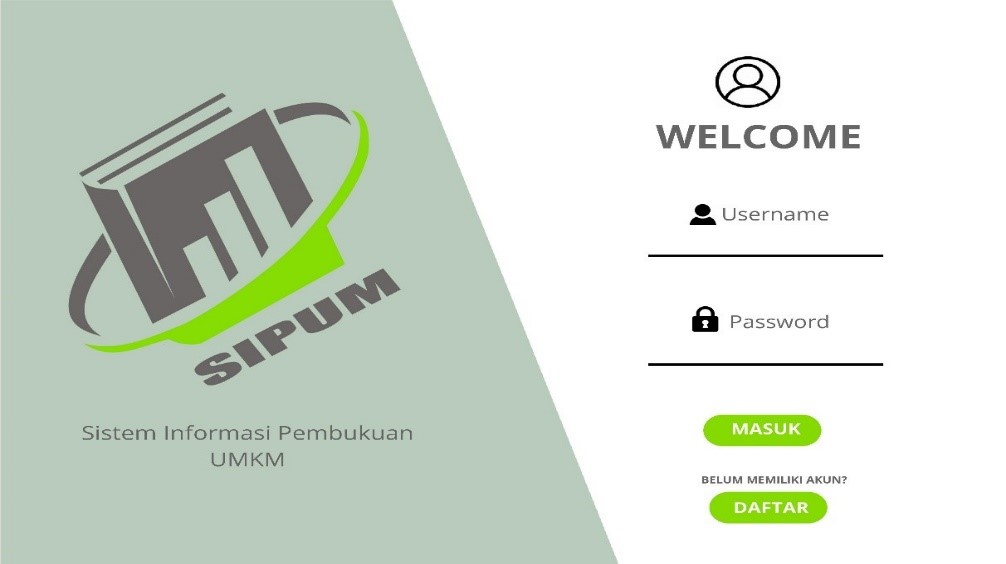 SIPUM
Sistem Informasi Pembukuan
UMKM
WELCOME
Username
Password
MASUK
BELUM MEMILIKI AKUN?
DAFTAR